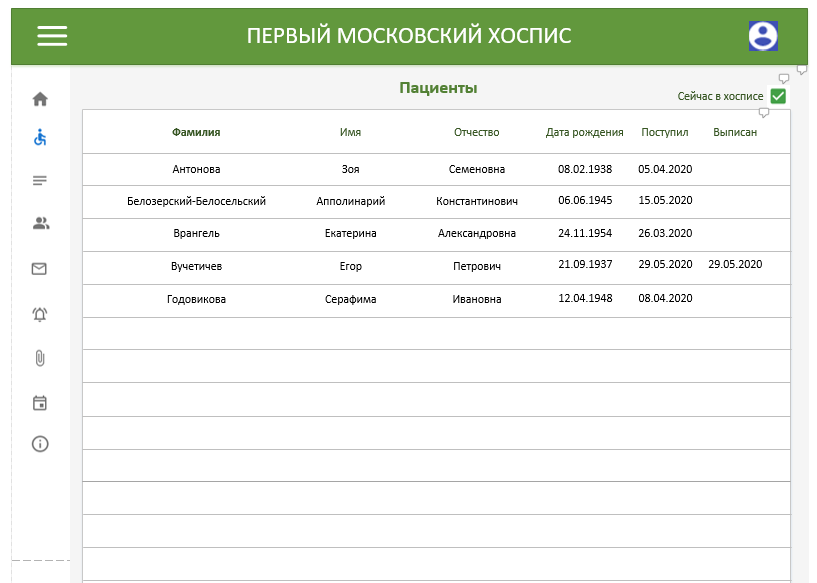 ПЕРВЫЙ МОСКОВСКИЙ ХОСПИС
Пациенты
Сейчас в хосписе
Фамилия Имя Отчество Дата рождения Поступил Выписан
Антонова Зоя Семеновна 08.02.1938 05.04.2020
Белозерский-Белосельский Апполинарий Константинович 06.06.1945 15.05.2020
Врангель Екатерина Александровна 24.11.1954 26.03.2020
Вучетичев Егор Петрович 21.09.1937 29.05.2020 29.05.2020
Годовикова Серафима Ивановна 12.04.1948 08.04.2020